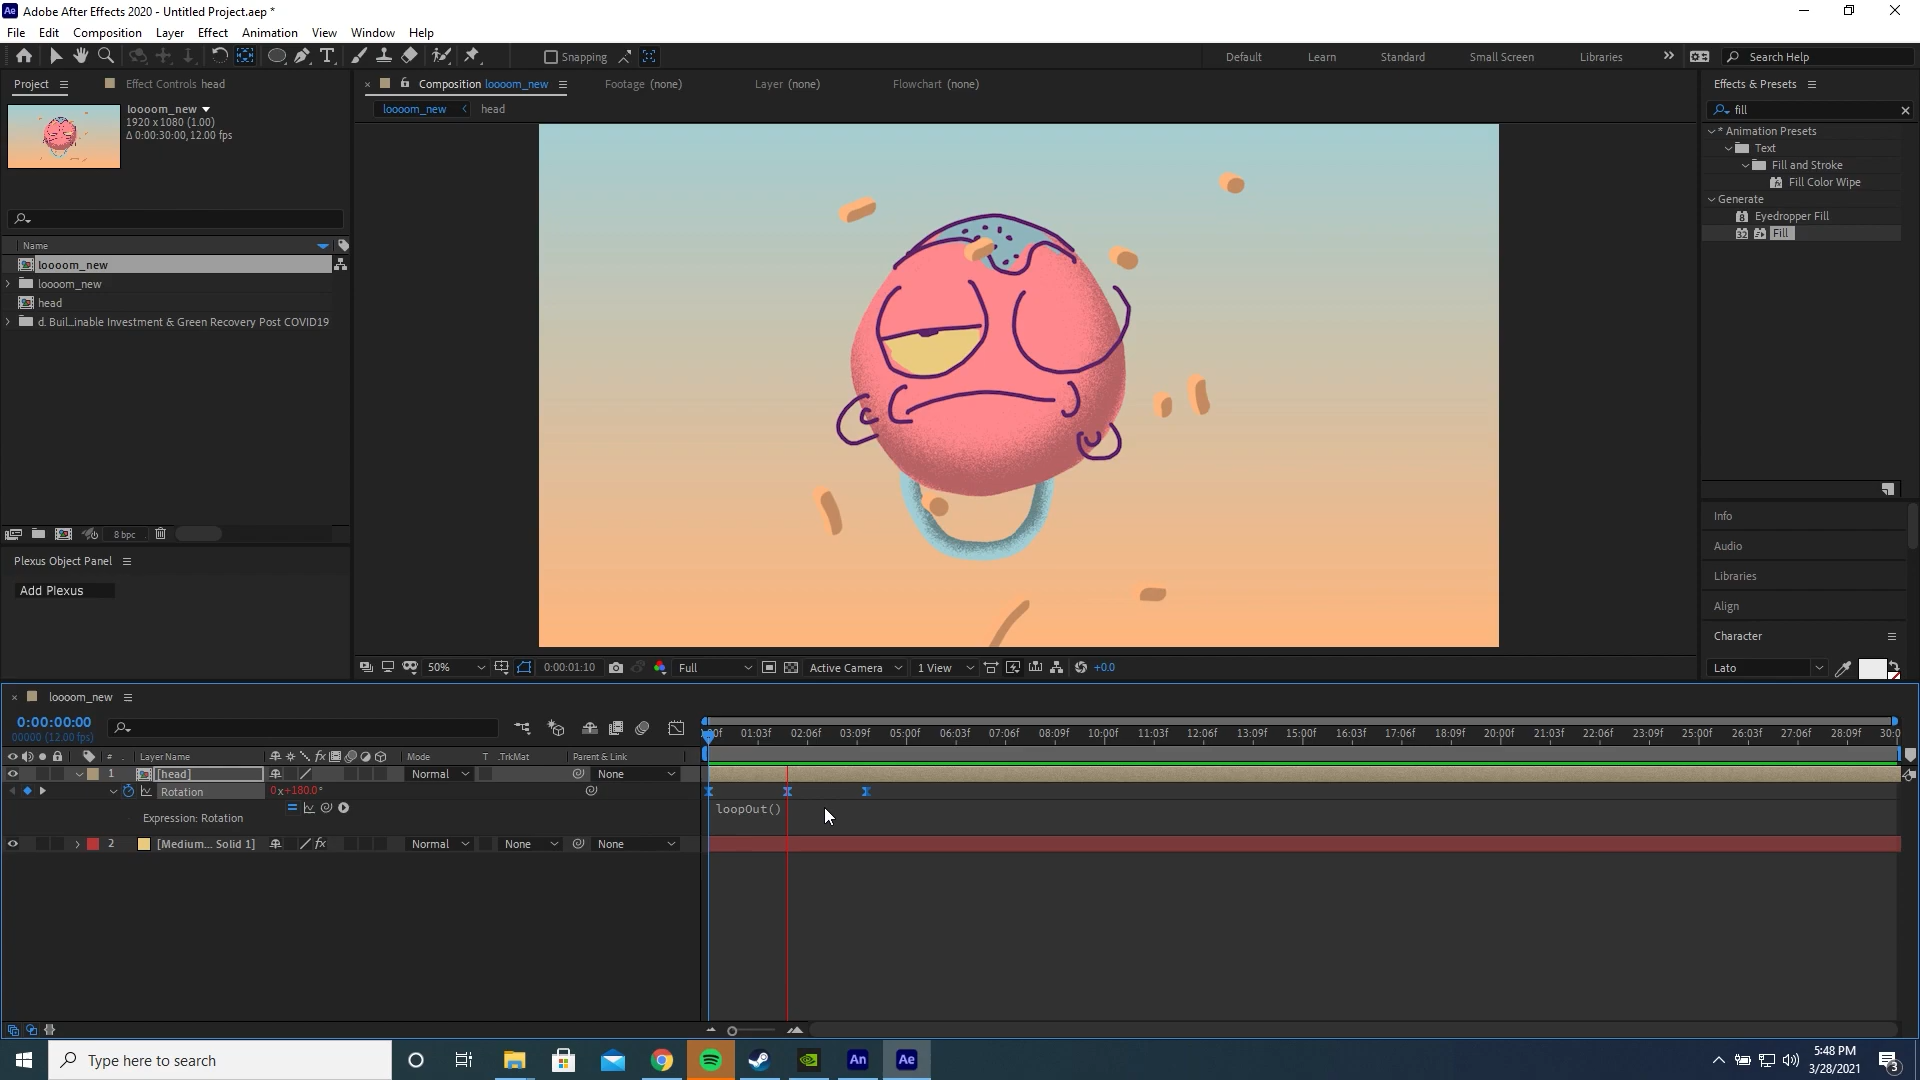 Ae Adobe After Effects 2020 - Untitled Project.aep *
File Edit Composition Layer Effect Animation View Window Help
Snapping
Default Learn Standard Small Screen Libraries
Search Help
Project
Effect Controls head
loooom_new
1920 x 1080 (1.00)
Δ 0:00:30:00, 12.00 fps
Name
loooom_new
loooom_new
head
d. Buil...inable Investment & Green Recovery Post COVID19
8 bpc
Plexus Object Panel
Add Plexus
Composition loooom_new Footage (none) Layer (none) Flowchart (none)
loooom_new head
50% 0:00:01:10 Full Active Camera 1 View +0.0
Effects & Presets
fill
* Animation Presets
Text
Fill and Stroke
Fill Color Wipe
Generate
Eyedropper Fill
Fill
Info
Audio
Libraries
Align
Character
Lato
loooom_new
0:00:00:00
00000 (12.00 fps)
01:03f 02:06f 03:09f 05:00f 06:03f 07:06f 08:09f 10:00f 11:03f 12:06f 13:09f 15:00f 16:03f 17:06f 18:09f 20:00f 21:03f 22:06f 23:09f 25:00f 26:03f 27:06f 28:09f 30:0
# Layer Name Mode T .TrkMat Parent & Link
1 [head] Normal None
Rotation 0x+180.0°
Expression: Rotation loopOut()
2 [Medium... Solid 1] fx Normal None None
Type here to search
An Ae
5:48 PM
3/28/2021
3